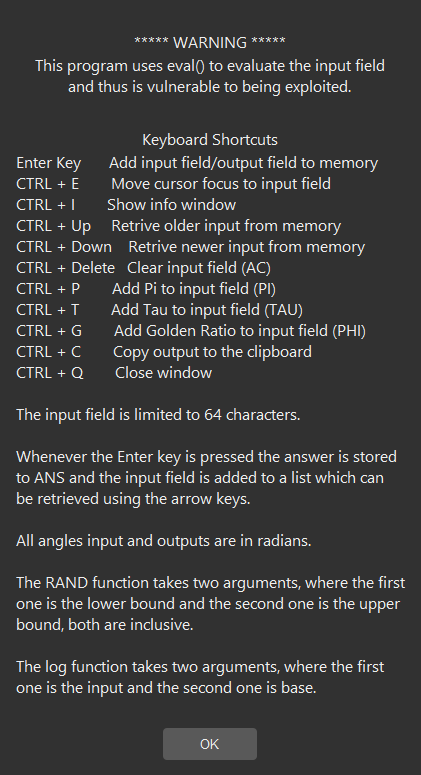 ***** WARNING *****
This program uses eval() to evaluate the input field
and thus is vulnerable to being exploited.
Keyboard Shortcuts
Enter Key Add input field/output field to memory
CTRL + E Move cursor focus to input field
CTRL + I Show info window
CTRL + Up Retrive older input from memory
CTRL + Down Retrive newer input from memory
CTRL + Delete Clear input field (AC)
CTRL + P Add Pi to input field (PI)
CTRL + T Add Tau to input field (TAU)
CTRL + G Add Golden Ratio to input field (PHI)
CTRL + C Copy output to the clipboard
CTRL + Q Close window
The input field is limited to 64 characters.
Whenever the Enter key is pressed the answer is stored
to ANS and the input field is added to a list which can
be retrieved using the arrow keys.
All angles input and outputs are in radians.
The RAND function takes two arguments, where the first
one is the lower bound and the second one is the upper
bound, both are inclusive.
The log function takes two arguments, where the first
one is the input and the second one is base.
OK